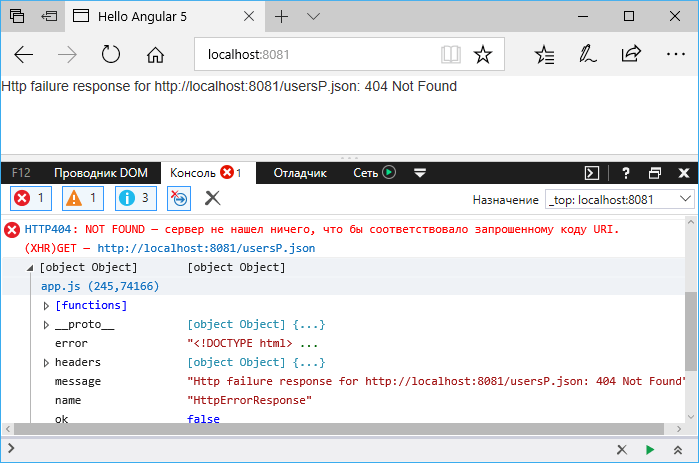 Hello Angular 5
localhost:8081
Http failure response for http://localhost:8081/usersP.json: 404 Not Found
F12 Проводник DOM Консоль 1 Отладчик Сеть ?
1 1 3 Назначение _top: localhost:8081
HTTP404: NOT FOUND — сервер не нашел ничего, что бы соответствовало запрошенному коду URI.
(XHR)GET — http://localhost:8081/usersP.json
[object Object] [object Object]
app.js (245,74166)
[functions]
__proto__ [object Object] {...}
error "<!DOCTYPE html> ...
headers [object Object] {...}
message "Http failure response for http://localhost:8081/usersP.json: 404 Not Found"
name "HttpErrorResponse"
ok false